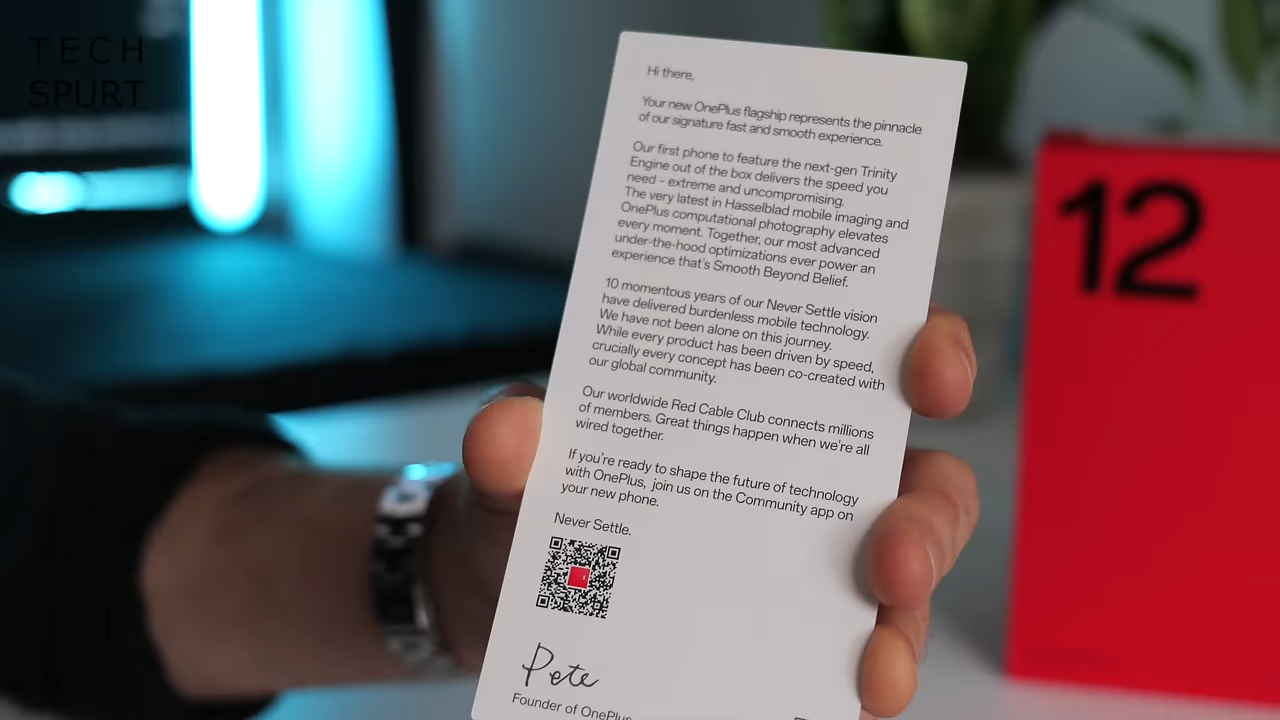 TECH
SPURT
Hi there,
Your new OnePlus flagship represents the pinnacle
of our signature fast and smooth experience.
Our first phone to feature the next-gen Trinity
Engine out of the box delivers the speed you
need - extreme and uncompromising.
The very latest in Hasselblad mobile imaging and
OnePlus computational photography elevates
every moment. Together, our most advanced
under-the-hood optimizations ever power an
experience that's Smooth Beyond Belief.
10 momentous years of our Never Settle vision
have delivered burdenless mobile technology.
We have not been alone on this journey.
While every product has been driven by speed,
crucially every concept has been co-created with
our global community.
Our worldwide Red Cable Club connects millions
of members. Great things happen when we're all
wired together.
If you're ready to shape the future of technology
with OnePlus, join us on the Community app on
your new phone.
Never Settle.
Pete
Founder of OnePlus
12